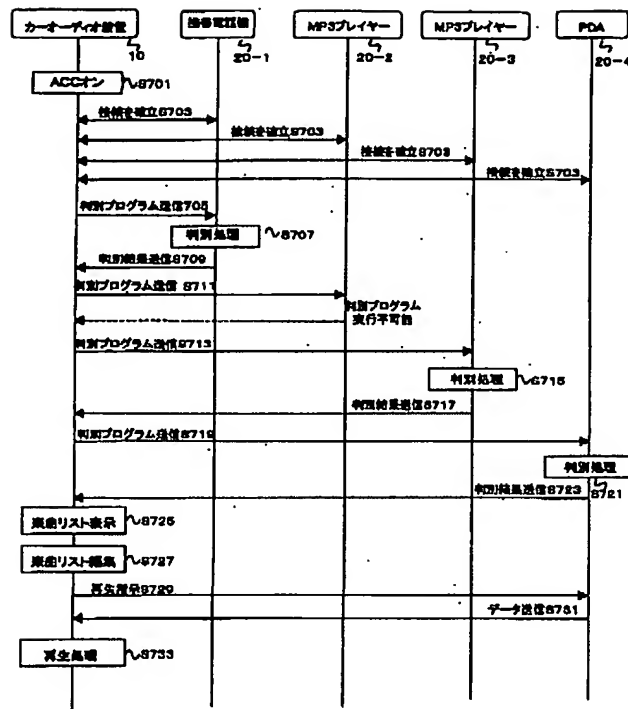 カーオーディオ装置
携帯電話機
MP3プレイヤー
MP3プレイヤー
PDA
10
20-1
20-2
20-3
20-4
ACCオン
S701
接続を確立S703
接続を確立S703
接続を確立S703
接続を確立S703
判別プログラム送信705
判別処理
S707
判別結果送信S709
判別プログラム送信 S711
判別プログラム
実行不可能
判別プログラム送信S713
判別処理
S715
判別結果送信S717
判別プログラム送信S719
判別処理
S721
判別結果送信S723
楽曲リスト表示
S725
楽曲リスト編集
S727
再生指示S729
データ送信S731
再生処理
S733